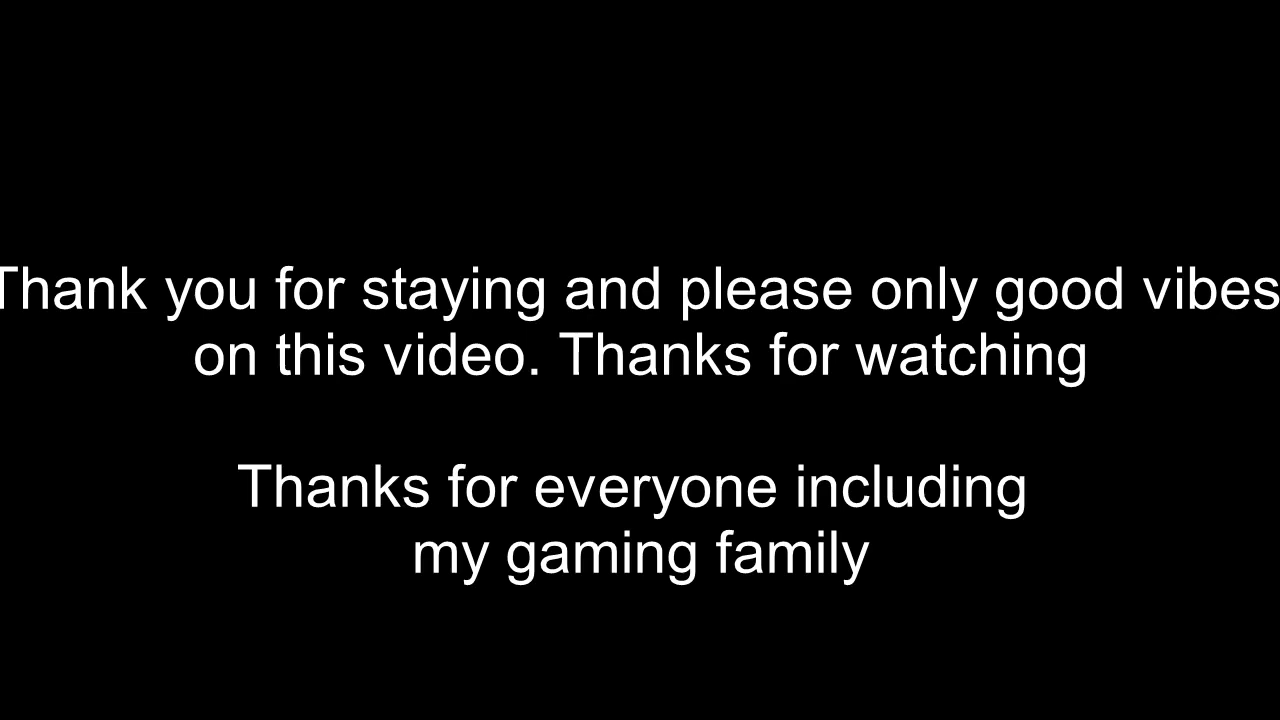 Thank you for staying and please only good vibes
on this video. Thanks for watching
Thanks for everyone including
my gaming family